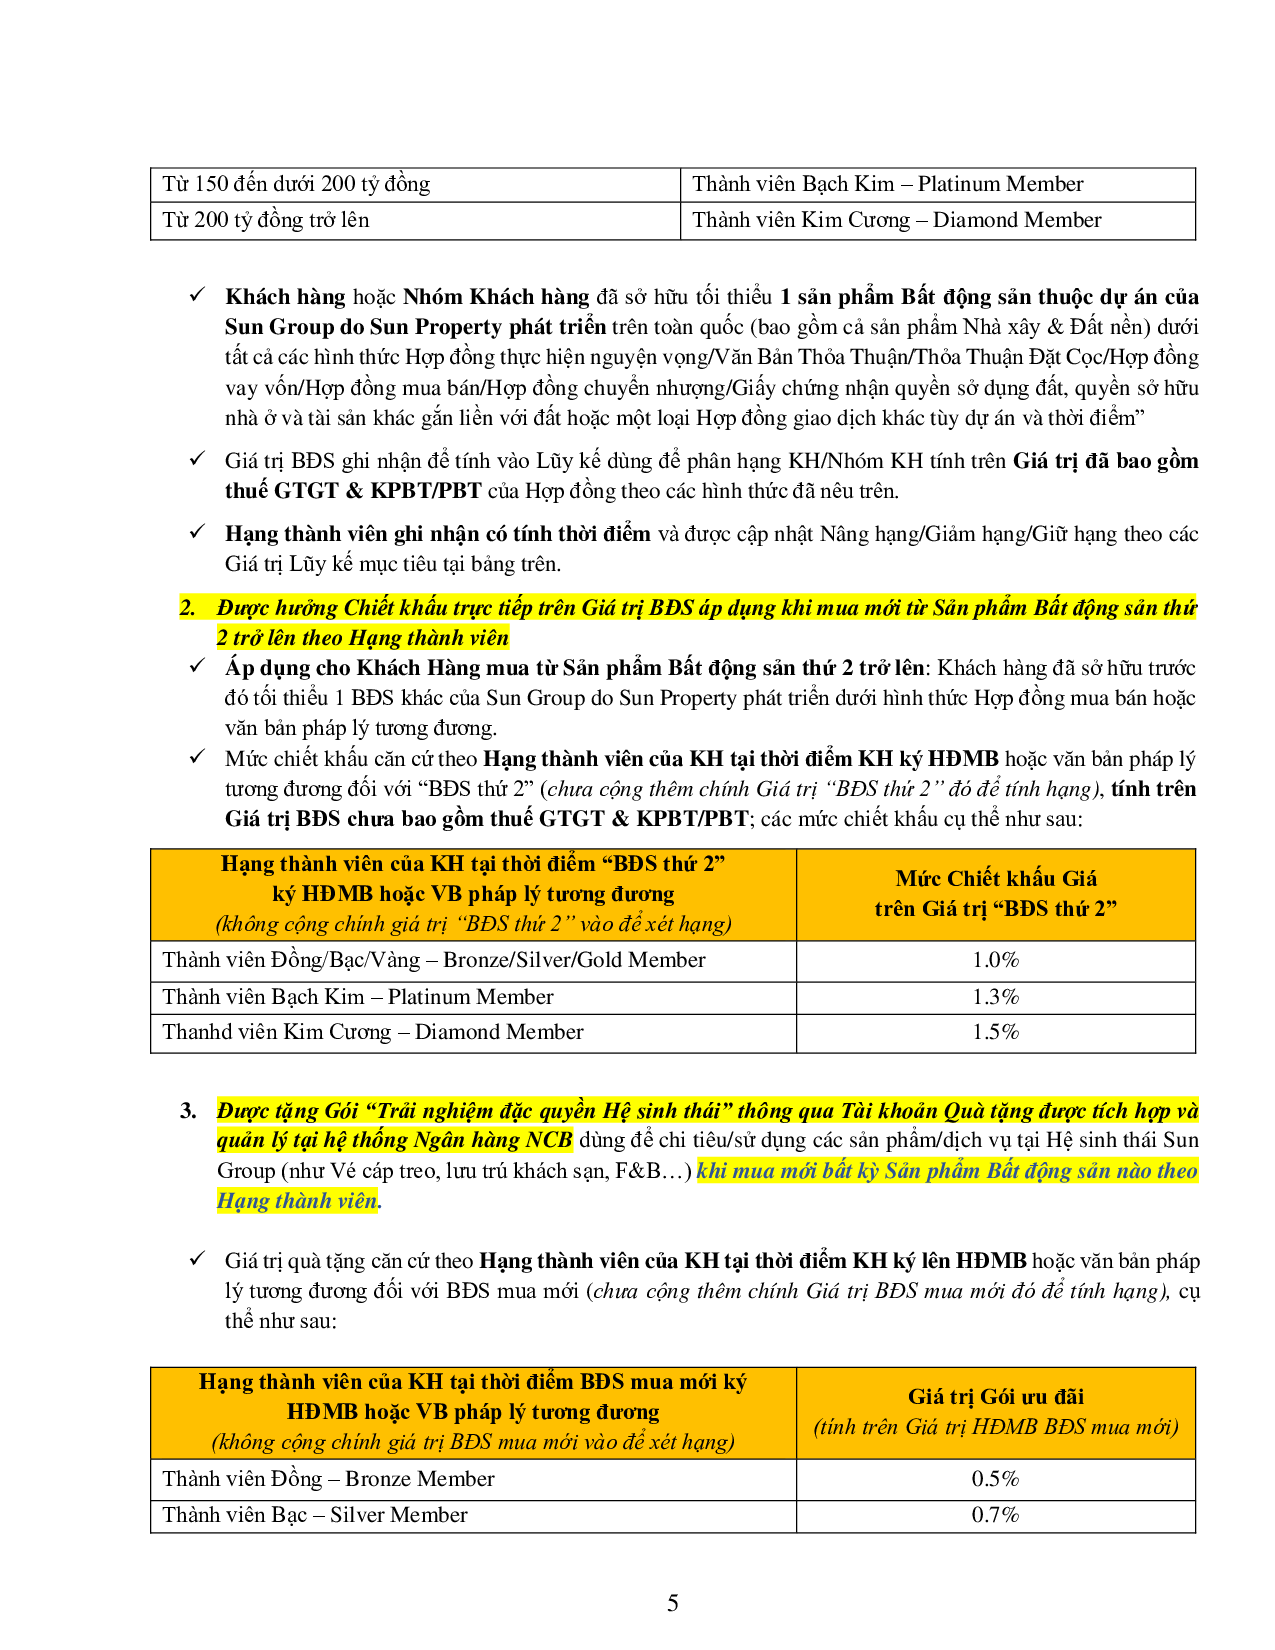 Từ 150 đến dưới 200 tỷ đồng
Thành viên Bạch Kim – Platinum Member
Từ 200 tỷ đồng trở lên
Thành viên Kim Cương – Diamond Member
✓ Khách hàng hoặc Nhóm Khách hàng đã sở hữu tối thiểu 1 sản phẩm Bất động sản thuộc dự án của
Sun Group do Sun Property phát triển trên toàn quốc (bao gồm cả sản phẩm Nhà xây & Đất nền) dưới
tất cả các hình thức Hợp đồng thực hiện nguyện vọng/Văn Bản Thỏa Thuận/Thỏa Thuận Đặt Cọc/Hợp đồng
vay vốn/Hợp đồng mua bán/Hợp đồng chuyển nhượng/Giấy chứng nhận quyền sở dụng đất, quyền sở hữu
nhà ở và tài sản khác gắn liền với đất hoặc một loại Hợp đồng giao dịch khác tùy dự án và thời điểm”
✓ Giá trị BĐS ghi nhận để tính vào Lũy kế dùng để phân hạng KH/Nhóm KH tính trên Giá trị đã bao gồm
thuế GTGT & KPBT/PBT của Hợp đồng theo các hình thức đã nêu trên.
✓ Hạng thành viên ghi nhận có tính thời điểm và được cập nhật Nâng hạng/Giảm hạng/Giữ hạng theo các
Giá trị Lũy kế mục tiêu tại bảng trên.
2. Được hưởng Chiết khấu trực tiếp trên Giá trị BĐS áp dụng khi mua mới từ Sản phẩm Bất động sản thứ
2 trở lên theo Hạng thành viên
✓ Áp dụng cho Khách Hàng mua từ Sản phẩm Bất động sản thứ 2 trở lên: Khách hàng đã sở hữu trước
đó tối thiểu 1 BĐS khác của Sun Group do Sun Property phát triển dưới hình thức Hợp đồng mua bán hoặc
văn bản pháp lý tương đương.
✓ Mức chiết khấu căn cứ theo Hạng thành viên của KH tại thời điểm KH ký HĐMB hoặc văn bản pháp lý
tương đương đối với “BĐS thứ 2” (chưa cộng thêm chính Giá trị “BĐS thứ 2” đó để tính hạng), tính trên
Giá trị BĐS chưa bao gồm thuế GTGT & KPBT/PBT; các mức chiết khấu cụ thể như sau:
Hạng thành viên của KH tại thời điểm “BĐS thứ 2”
ký HĐMB hoặc VB pháp lý tương đương
(không cộng chính giá trị “BĐS thứ 2” vào để xét hạng)
Mức Chiết khấu Giá
trên Giá trị “BĐS thứ 2”
Thành viên Đồng/Bạc/Vàng – Bronze/Silver/Gold Member
1.0%
Thành viên Bạch Kim – Platinum Member
1.3%
Thanhd viên Kim Cương – Diamond Member
1.5%
3. Được tặng Gói “Trải nghiệm đặc quyền Hệ sinh thái” thông qua Tài khoản Quà tặng được tích hợp và
quản lý tại hệ thống Ngân hàng NCB dùng để chi tiêu/sử dụng các sản phẩm/dịch vụ tại Hệ sinh thái Sun
Group (như Vé cáp treo, lưu trú khách sạn, F&B…) khi mua mới bất kỳ Sản phẩm Bất động sản nào theo
Hạng thành viên.
✓ Giá trị quà tặng căn cứ theo Hạng thành viên của KH tại thời điểm KH ký lên HĐMB hoặc văn bản pháp
lý tương đương đối với BĐS mua mới (chưa cộng thêm chính Giá trị BĐS mua mới đó để tính hạng), cụ
thể như sau:
Hạng thành viên của KH tại thời điểm BĐS mua mới ký
HĐMB hoặc VB pháp lý tương đương
(không cộng chính giá trị BĐS mua mới vào để xét hạng)
Giá trị Gói ưu đãi
(tính trên Giá trị HĐMB BĐS mua mới)
Thành viên Đồng – Bronze Member
0.5%
Thành viên Bạc – Silver Member
0.7%
5